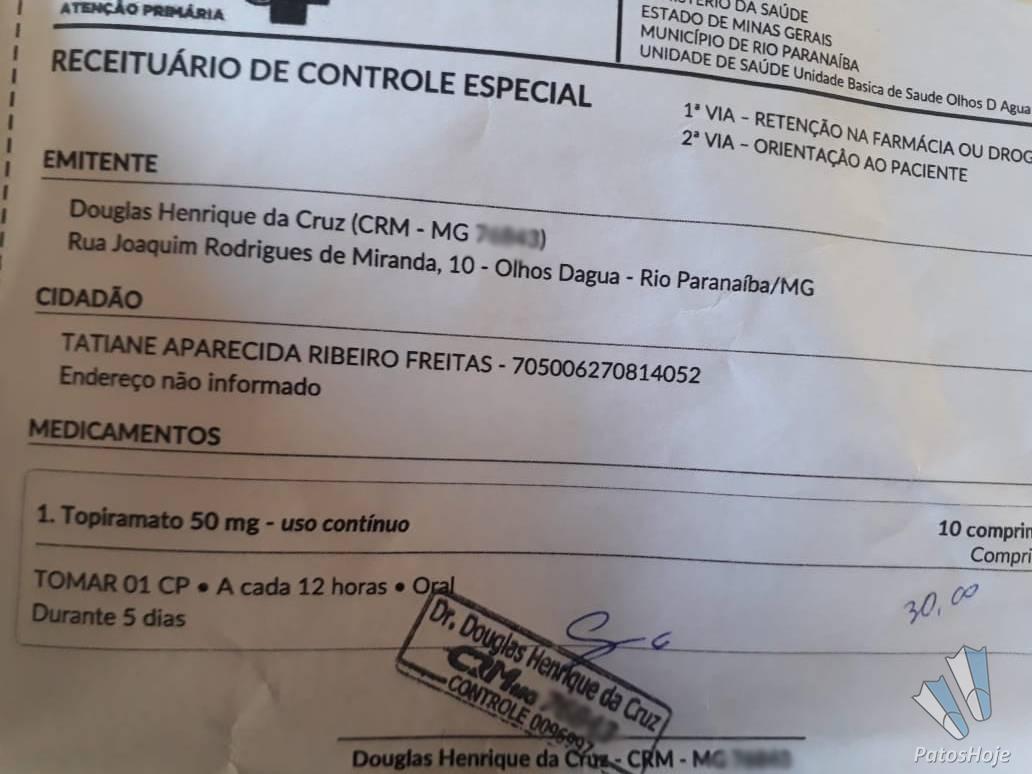 ATENÇÃO PRIMÁRIA
DA SAÚDE
ESTADO DE MINAS GERAIS
MUNICÍPIO DE RIO PARANAÍBA
UNIDADE DE SAÚDE Unidade Basica de Saude Olhos D Agua
RECEITUÁRIO DE CONTROLE ESPECIAL
1ª VIA – RETENÇÃO NA FARMÁCIA OU DROG
2ª VIA – ORIENTAÇÃO AO PACIENTE
EMITENTE
Douglas Henrique da Cruz (CRM - MG )
Rua Joaquim Rodrigues de Miranda, 10 - Olhos Dagua - Rio Paranaíba/MG
CIDADÃO
TATIANE APARECIDA RIBEIRO FREITAS - 705006270814052
Endereço não informado
MEDICAMENTOS
1. Topiramato 50 mg - uso contínuo
10 comprim
Compri
TOMAR 01 CP • A cada 12 horas • Oral
Durante 5 dias
30,00
Dr. Douglas Henrique da Cruz
CRM
CONTROLE 0096997
Douglas Henrique da Cruz - CRM - MG
PatosHoje